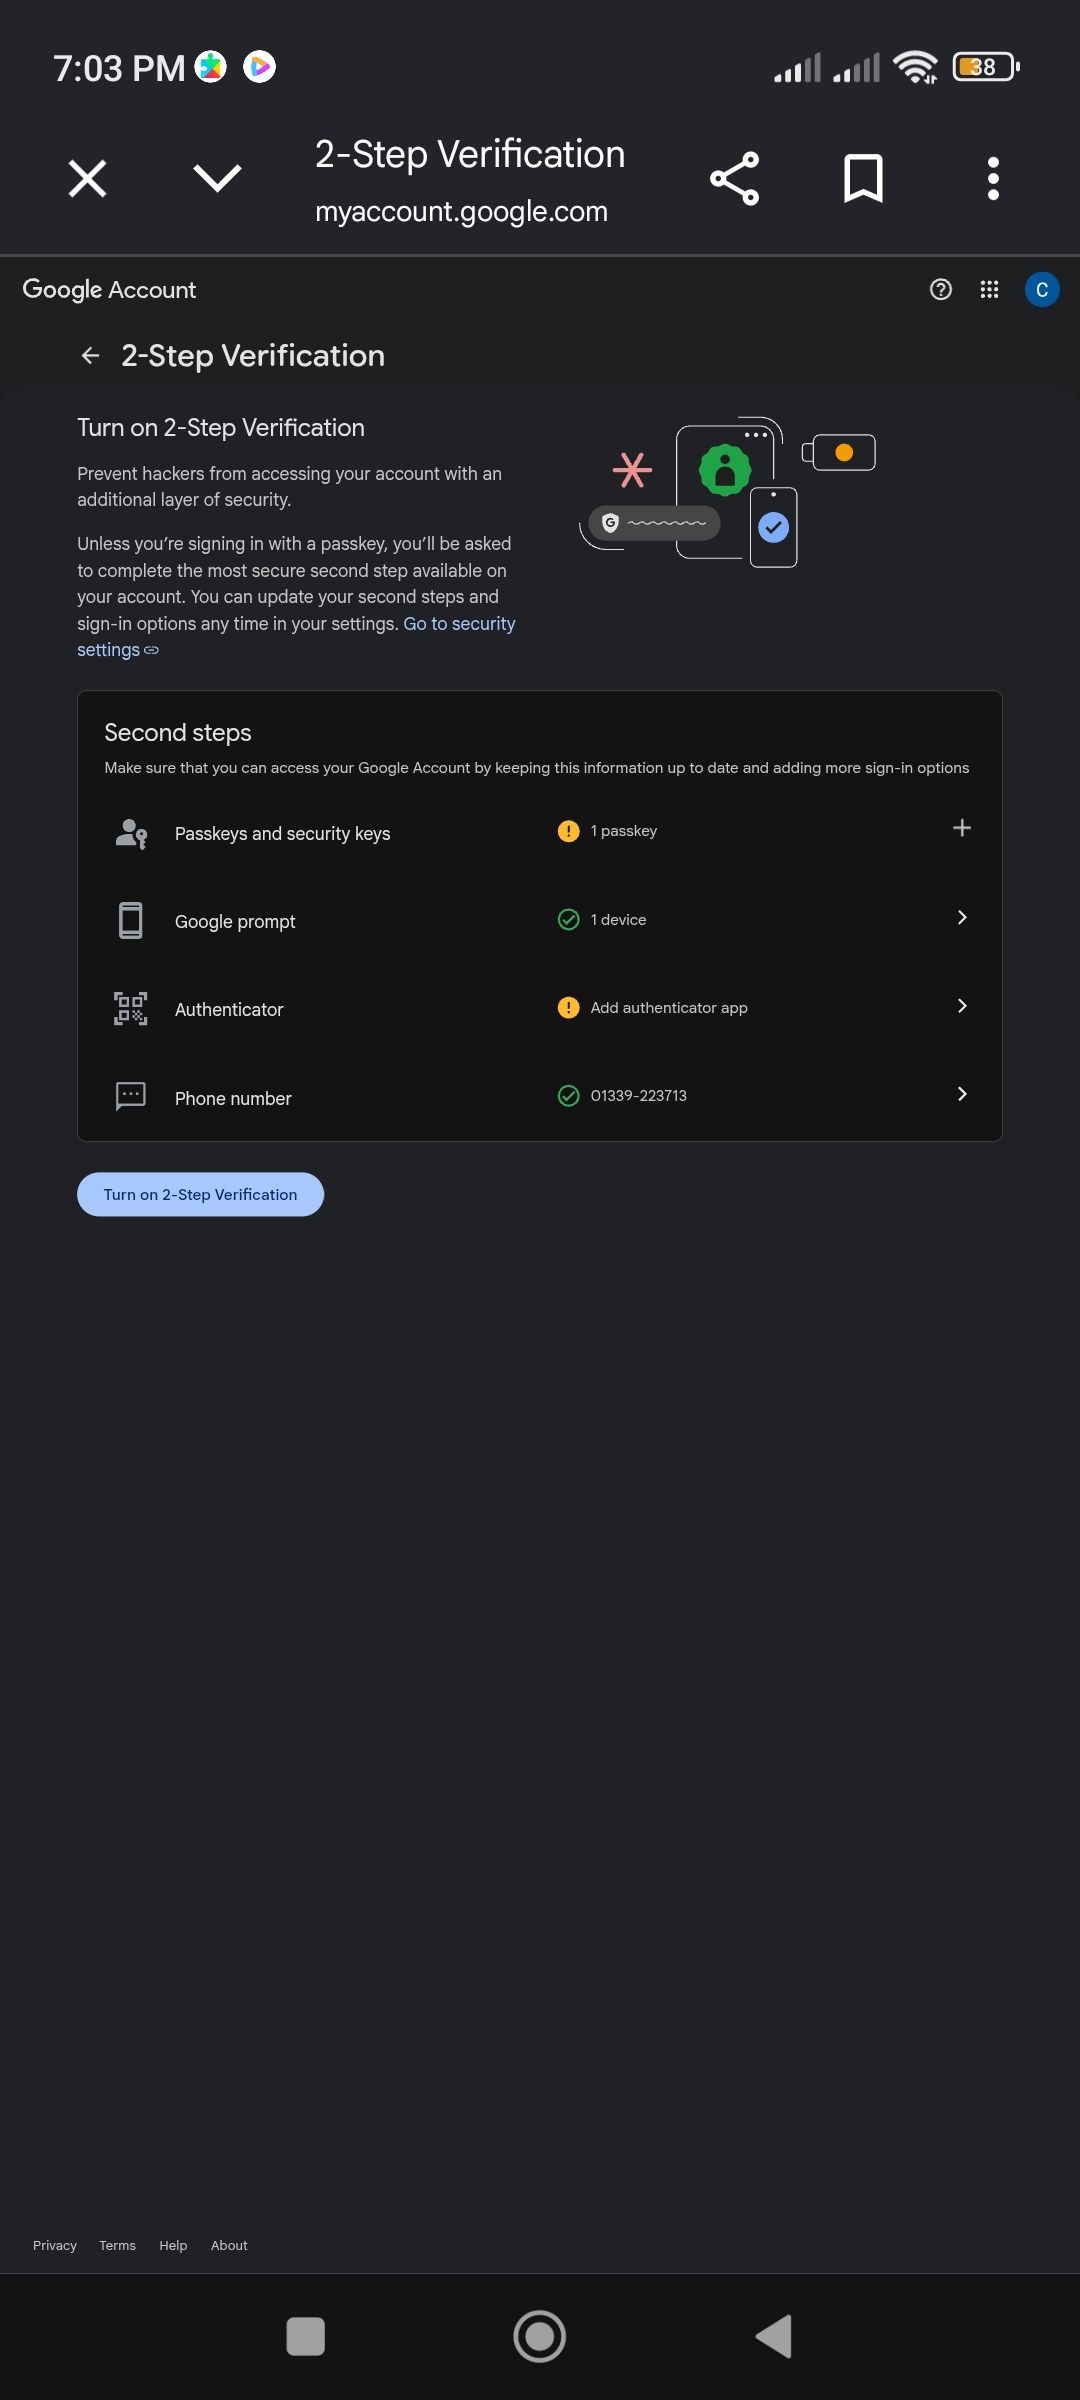 7:03 PM
38
2-Step Verification
myaccount.google.com
Google Account
C
2-Step Verification
Turn on 2-Step Verification
Prevent hackers from accessing your account with an
additional layer of security.
Unless you’re signing in with a passkey, you’ll be asked
to complete the most secure second step available on
your account. You can update your second steps and
sign-in options any time in your settings. Go to security
settings
G
Second steps
Make sure that you can access your Google Account by keeping this information up to date and adding more sign-in options
Passkeys and security keys
1 passkey
Google prompt
1 device
Authenticator
Add authenticator app
Phone number
01339-223713
Turn on 2-Step Verification
Privacy Terms Help About